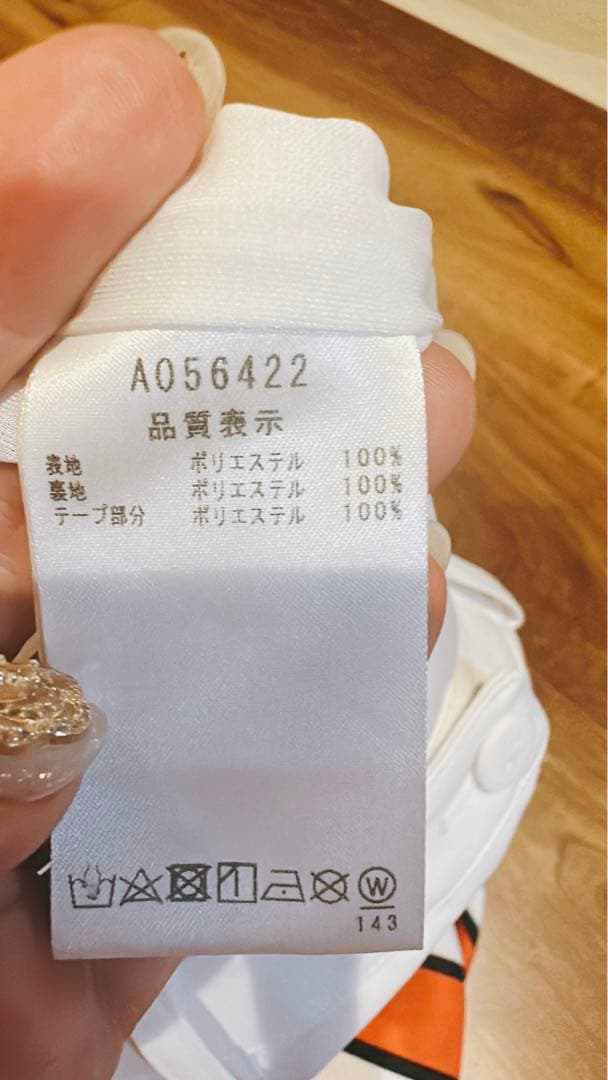 A056422
品質表示
表地 ポリエステル 100%
裏地 ポリエステル 100%
テープ部分 ポリエステル 100%
W
143